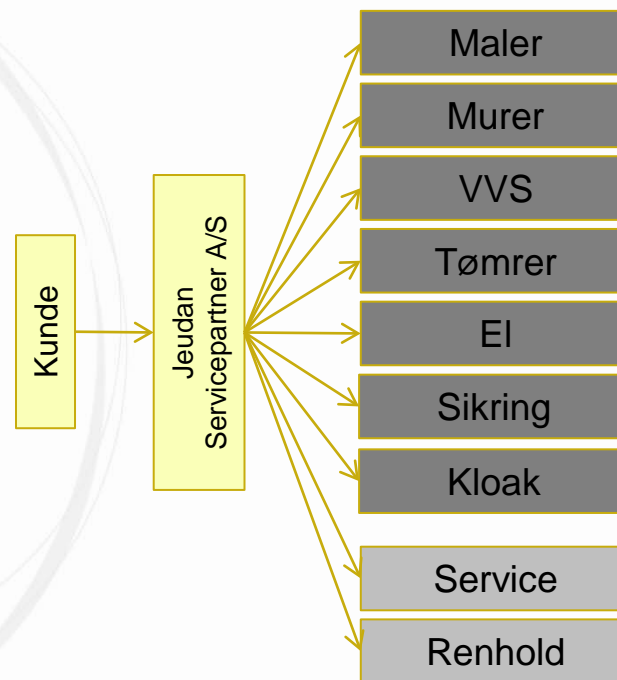 Kunde
Jeudan
Servicepartner A/S
Maler
Murer
VVS
Tømrer
El
Sikring
Kloak
Service
Renhold